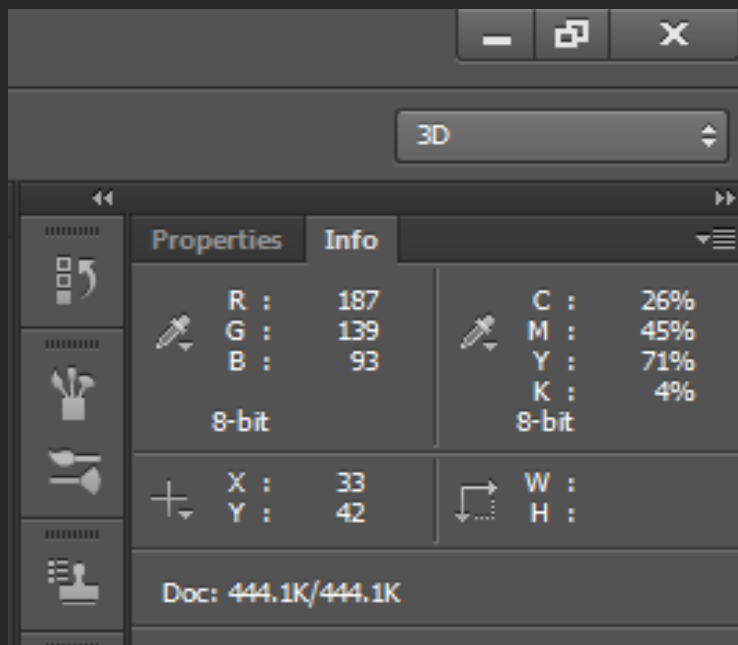 3D
Properties Info
R : 187 C : 26%
G : 139 M : 45%
B : 93 Y : 71%
K : 4%
8-bit 8-bit
X : 33 W :
Y : 42 H :
Doc: 444.1K/444.1K